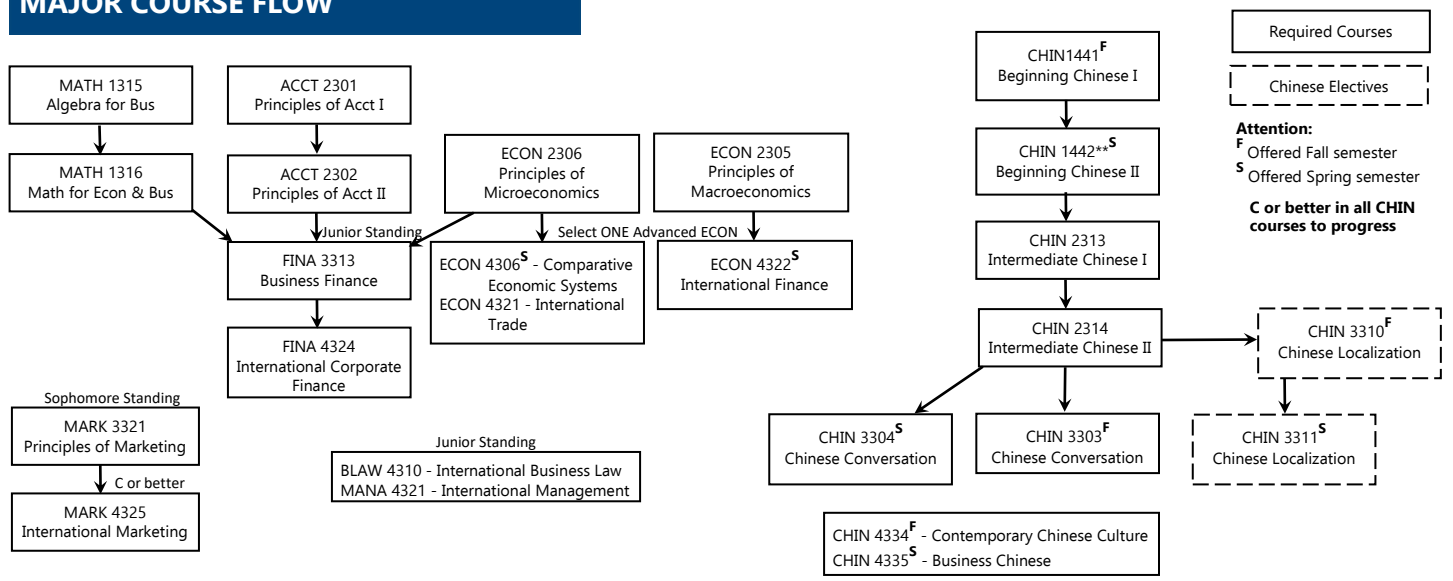 MAJOR COURSE FLOW
MATH 1315
Algebra for Bus
MATH 1316
Math for Econ & Bus
ACCT 2301
Principles of Acct I
ACCT 2302
Principles of Acct II
ECON 2306
Principles of
Microeconomics
ECON 2305
Principles of
Macroeconomics
Junior Standing
FINA 3313
Business Finance
Select ONE Advanced ECON
ECON 4306S - Comparative
Economic Systems
ECON 4321 - International
Trade
ECON 4322S
International Finance
FINA 4324
International Corporate
Finance
Sophomore Standing
MARK 3321
Principles of Marketing
C or better
MARK 4325
International Marketing
Junior Standing
BLAW 4310 - International Business Law
MANA 4321 - International Management
CHIN1441F
Beginning Chinese I
CHIN 1442**S
Beginning Chinese II
CHIN 2313
Intermediate Chinese I
CHIN 2314
Intermediate Chinese II
CHIN 3310F
Chinese Localization
CHIN 3304S
Chinese Conversation
CHIN 3303F
Chinese Conversation
CHIN 3311S
Chinese Localization
CHIN 4334F - Contemporary Chinese Culture
CHIN 4335S - Business Chinese
Required Courses
Chinese Electives
Attention:
F Offered Fall semester
S Offered Spring semester
C or better in all CHIN
courses to progress